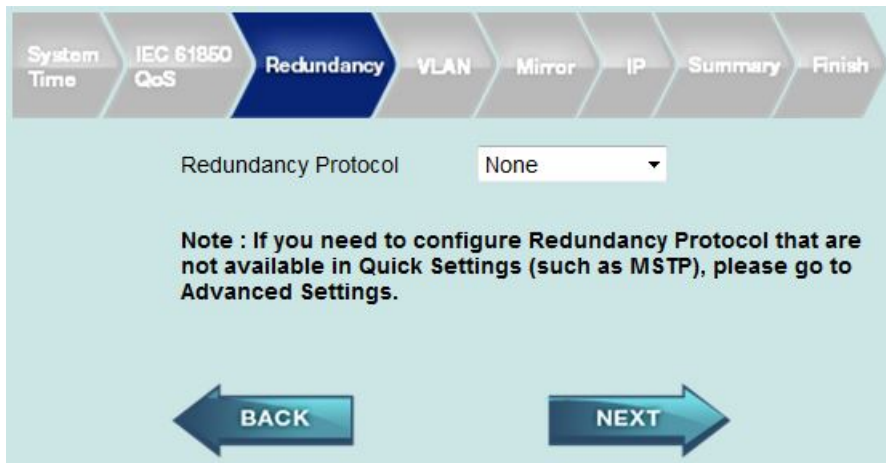 System Time
IEC 61850 QoS
Redundancy
VLAN
Mirror
IP
Summary
Finish
Redundancy Protocol
None
Note : If you need to configure Redundancy Protocol that are
not available in Quick Settings (such as MSTP), please go to
Advanced Settings.
BACK
NEXT